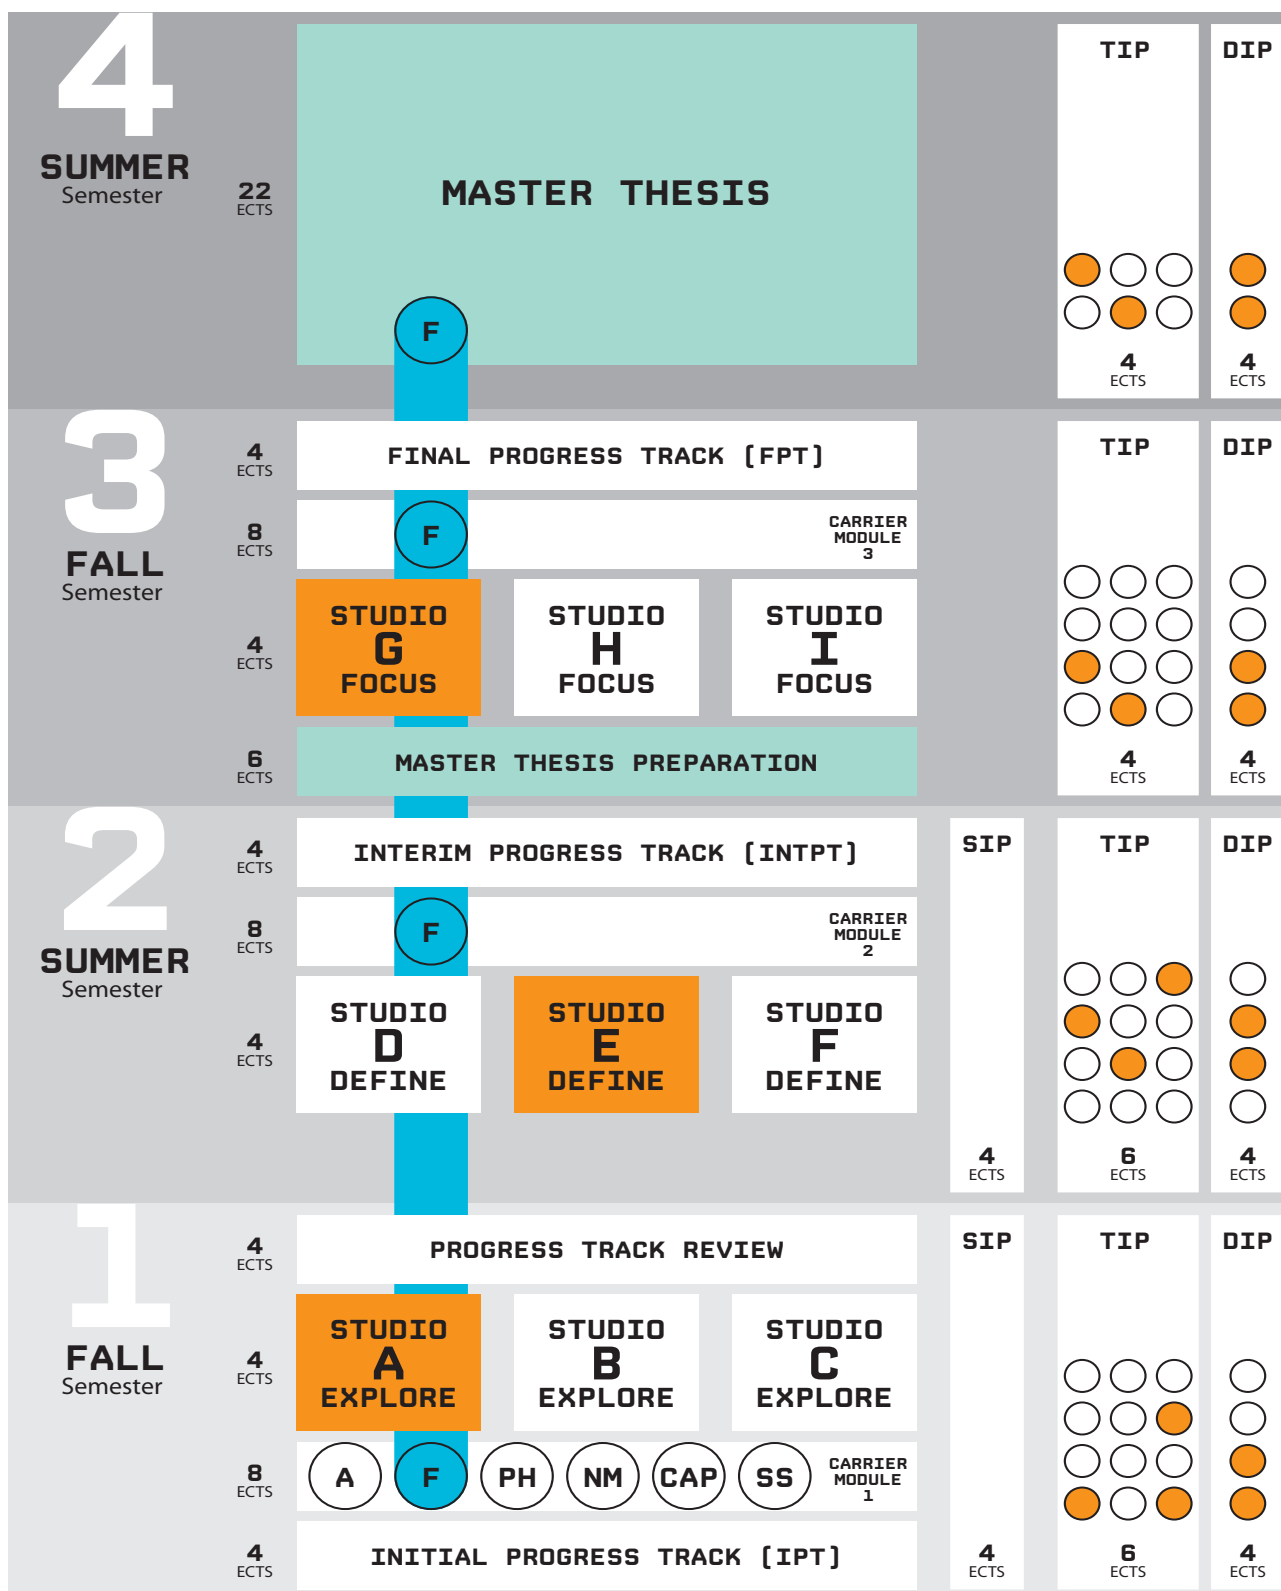 4
SUMMER
Semester
22
ECTS
MASTER THESIS
F
TIP
4
ECTS
DIP
4
ECTS
3
FALL
Semester
4
ECTS
FINAL PROGRESS TRACK [FPT]
8
ECTS
F
CARRIER
MODULE
3
4
ECTS
STUDIO
G
FOCUS
STUDIO
H
FOCUS
STUDIO
I
FOCUS
6
ECTS
MASTER THESIS PREPARATION
TIP
4
ECTS
DIP
4
ECTS
2
SUMMER
Semester
4
ECTS
INTERIM PROGRESS TRACK [INTPT]
8
ECTS
F
CARRIER
MODULE
2
4
ECTS
STUDIO
D
DEFINE
STUDIO
E
DEFINE
STUDIO
F
DEFINE
SIP
4
ECTS
TIP
6
ECTS
DIP
4
ECTS
1
FALL
Semester
4
ECTS
PROGRESS TRACK REVIEW
4
ECTS
STUDIO
A
EXPLORE
STUDIO
B
EXPLORE
STUDIO
C
EXPLORE
8
ECTS
A
F
PH
NM
CAP
SS
CARRIER
MODULE
1
4
ECTS
INITIAL PROGRESS TRACK [IPT]
SIP
4
ECTS
TIP
6
ECTS
DIP
4
ECTS